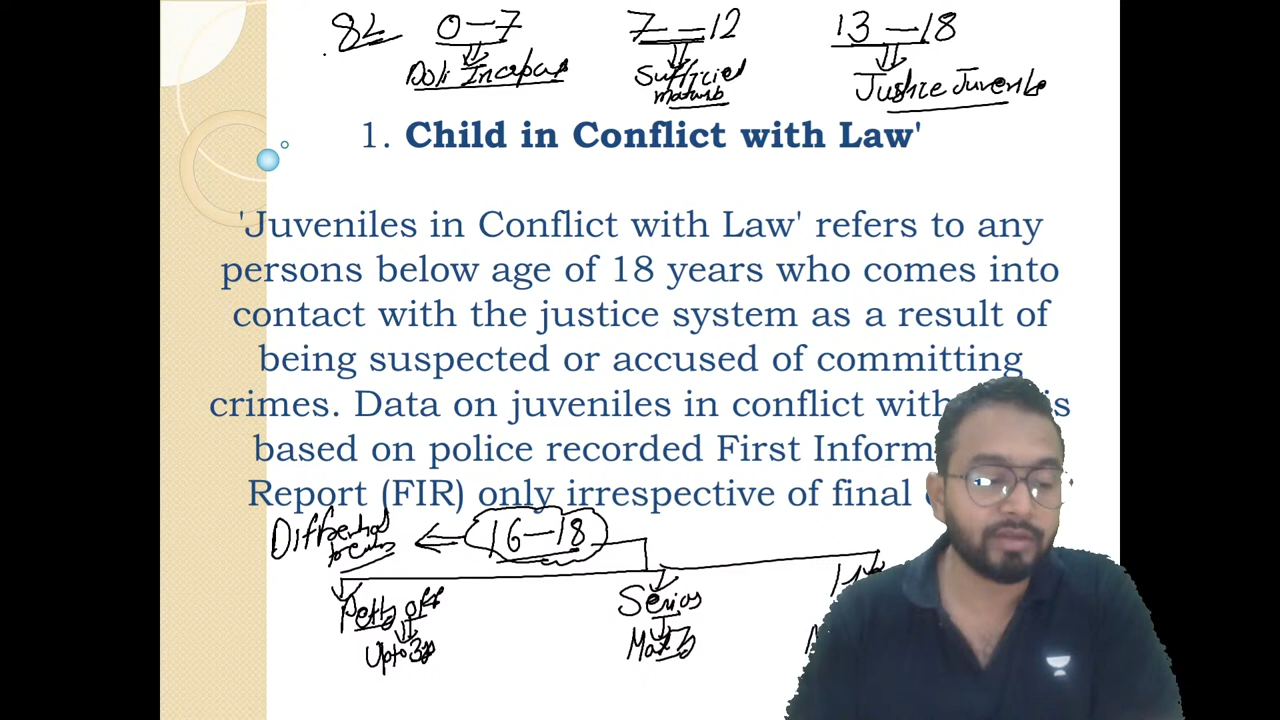 82 0-7 7-12 13-18
Doli Incapax Sufficient Justice Juvenile
1. Child in Conflict with Law'
'Juveniles in Conflict with Law' refers to any
persons below age of 18 years who comes into
contact with the justice system as a result of
being suspected or accused of committing
crimes. Data on juveniles in conflict with is
based on police recorded First Inform
Report (FIR) only irrespective of final
16-18
Petty off Serious
Upto 3y Max 7